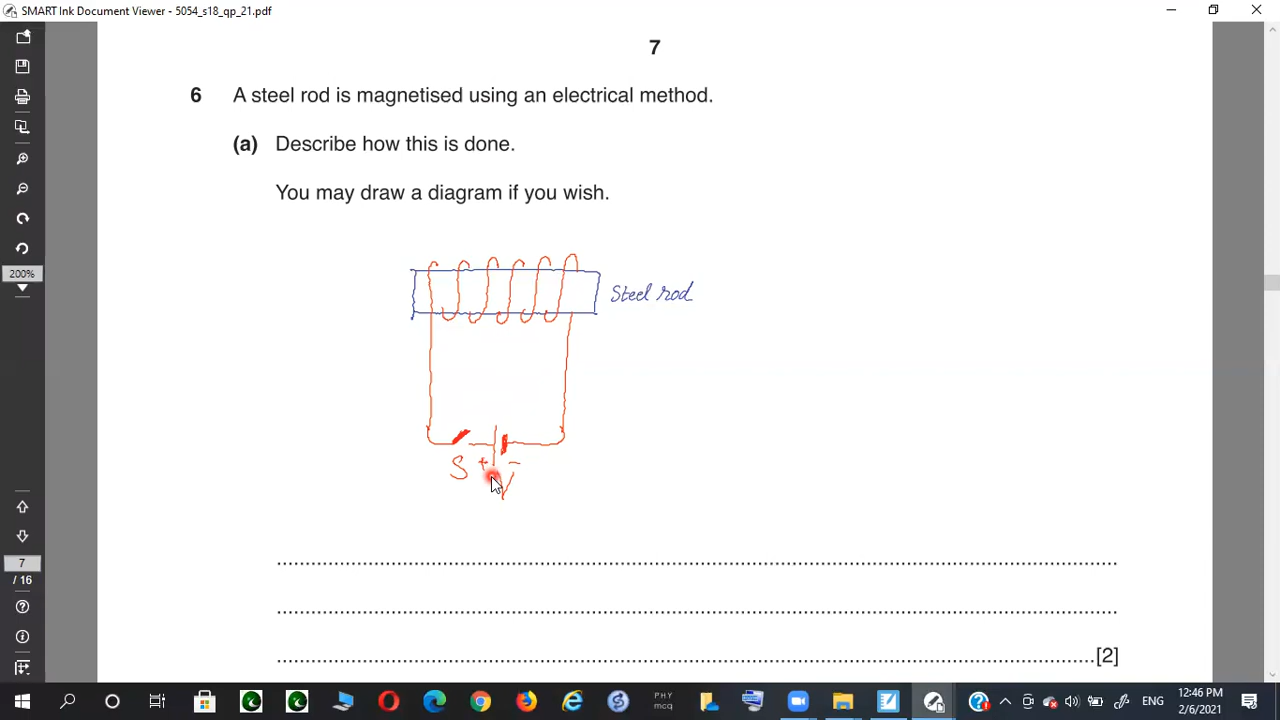 SMART Ink Document Viewer - 5054_s18_qp_21.pdf
7
6 A steel rod is magnetised using an electrical method.
(a) Describe how this is done.
You may draw a diagram if you wish.
200%
Steel rod
S + - V
7
/ 16
[2]
PHY
mcq
ENG
12:46 PM
2/6/2021